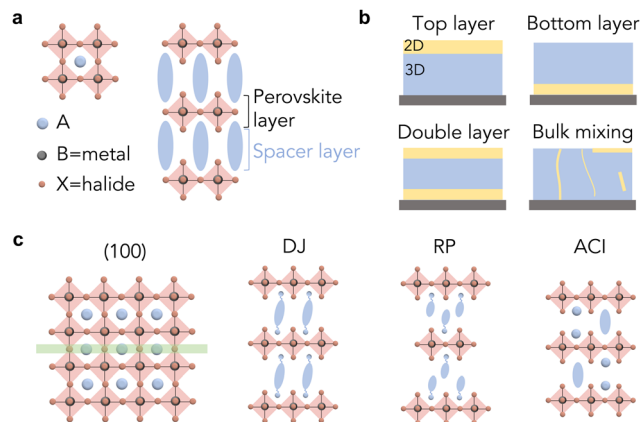 a
A
B=metal
X=halide
Perovskite
layer
Spacer layer
b
Top layer
2D
3D
Bottom layer
Double layer
Bulk mixing
c
(100)
DJ
RP
ACI